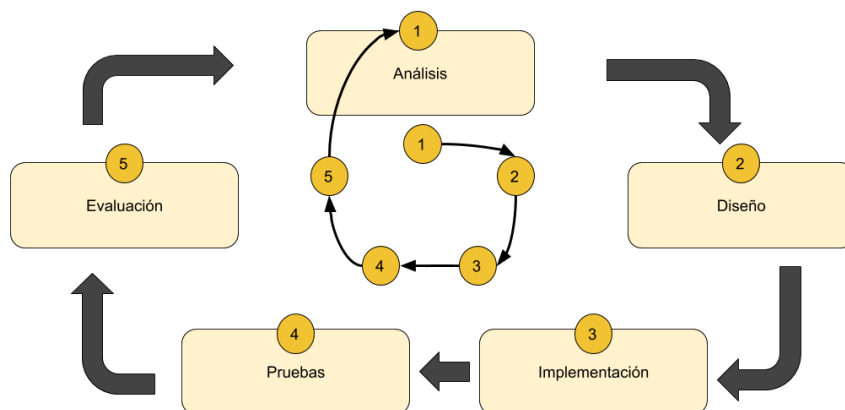 1
Análisis
1
5
2
5
Evaluación
2
Diseño
4
3
4
Pruebas
3
Implementación